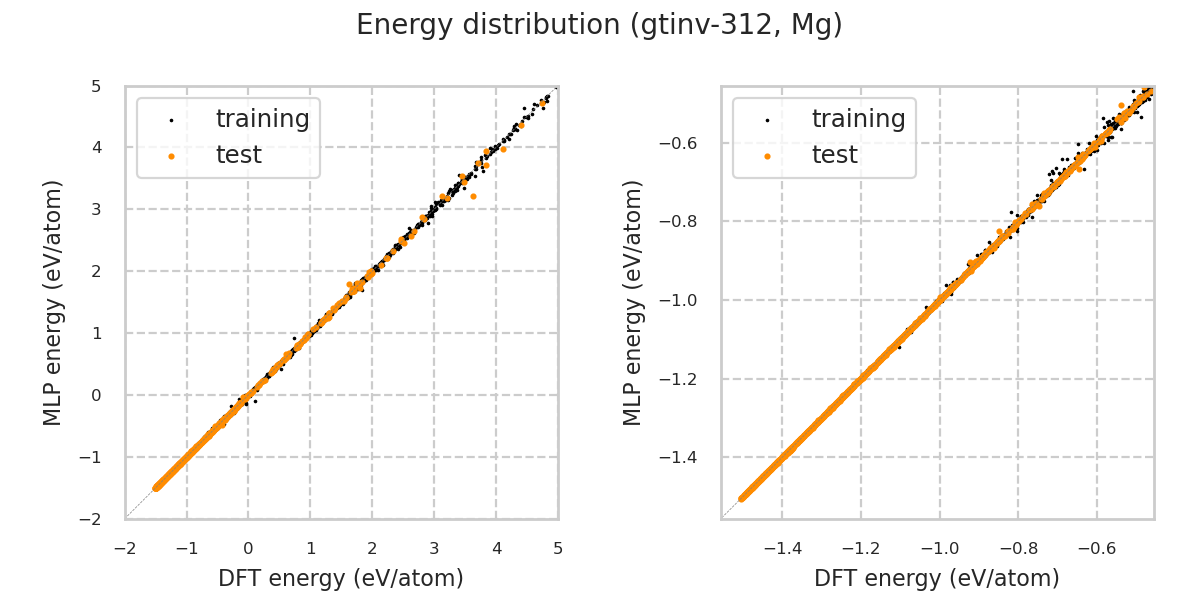 Energy distribution (gtinv-312, Mg)
5
4
3
2
1
0
−1
−2
−2
−1
0
1
2
3
4
5
MLP energy (eV/atom)
DFT energy (eV/atom)
training
test
−0.6
−0.8
−1.0
−1.2
−1.4
−1.4
−1.2
−1.0
−0.8
−0.6
MLP energy (eV/atom)
DFT energy (eV/atom)
training
test